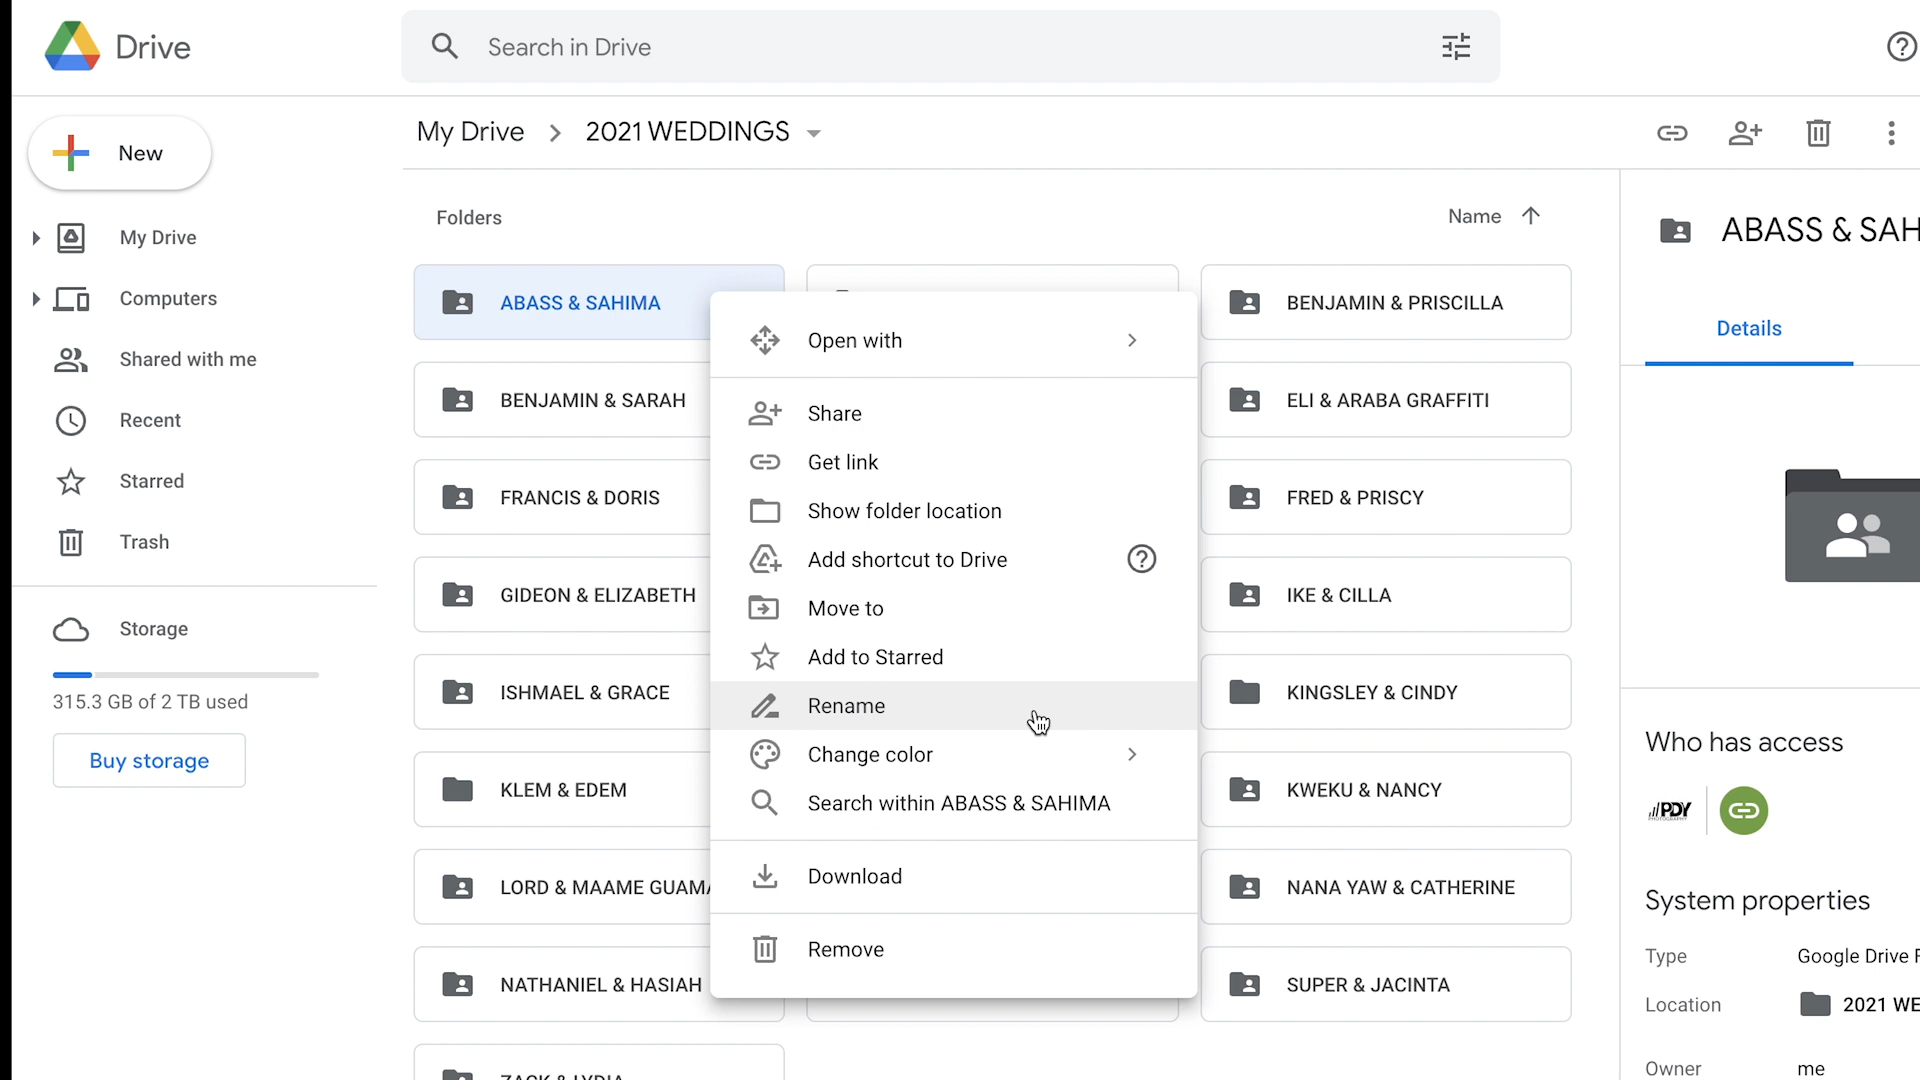 Drive
Search in Drive
My Drive
2021 WEDDINGS
New
Folders
Name
ABASS & SAH
My Drive
Computers
Shared with me
Recent
Starred
Trash
Storage
315.3 GB of 2 TB used
Buy storage
ABASS & SAHIMA
BENJAMIN & PRISCILLA
BENJAMIN & SARAH
ELI & ARABA GRAFFITI
FRANCIS & DORIS
FRED & PRISCY
GIDEON & ELIZABETH
IKE & CILLA
ISHMAEL & GRACE
KINGSLEY & CINDY
KLEM & EDEM
KWEKU & NANCY
LORD & MAAME GUAMA
NANA YAW & CATHERINE
NATHANIEL & HASIAH
SUPER & JACINTA
ZACK & LYDIA
Open with
Share
Get link
Show folder location
Add shortcut to Drive
Move to
Add to Starred
Rename
Change color
Search within ABASS & SAHIMA
Download
Remove
Details
Who has access
PDY
PHOTOGRAPHY
System properties
Type
Google Drive F
Location
2021 WE
Owner
me